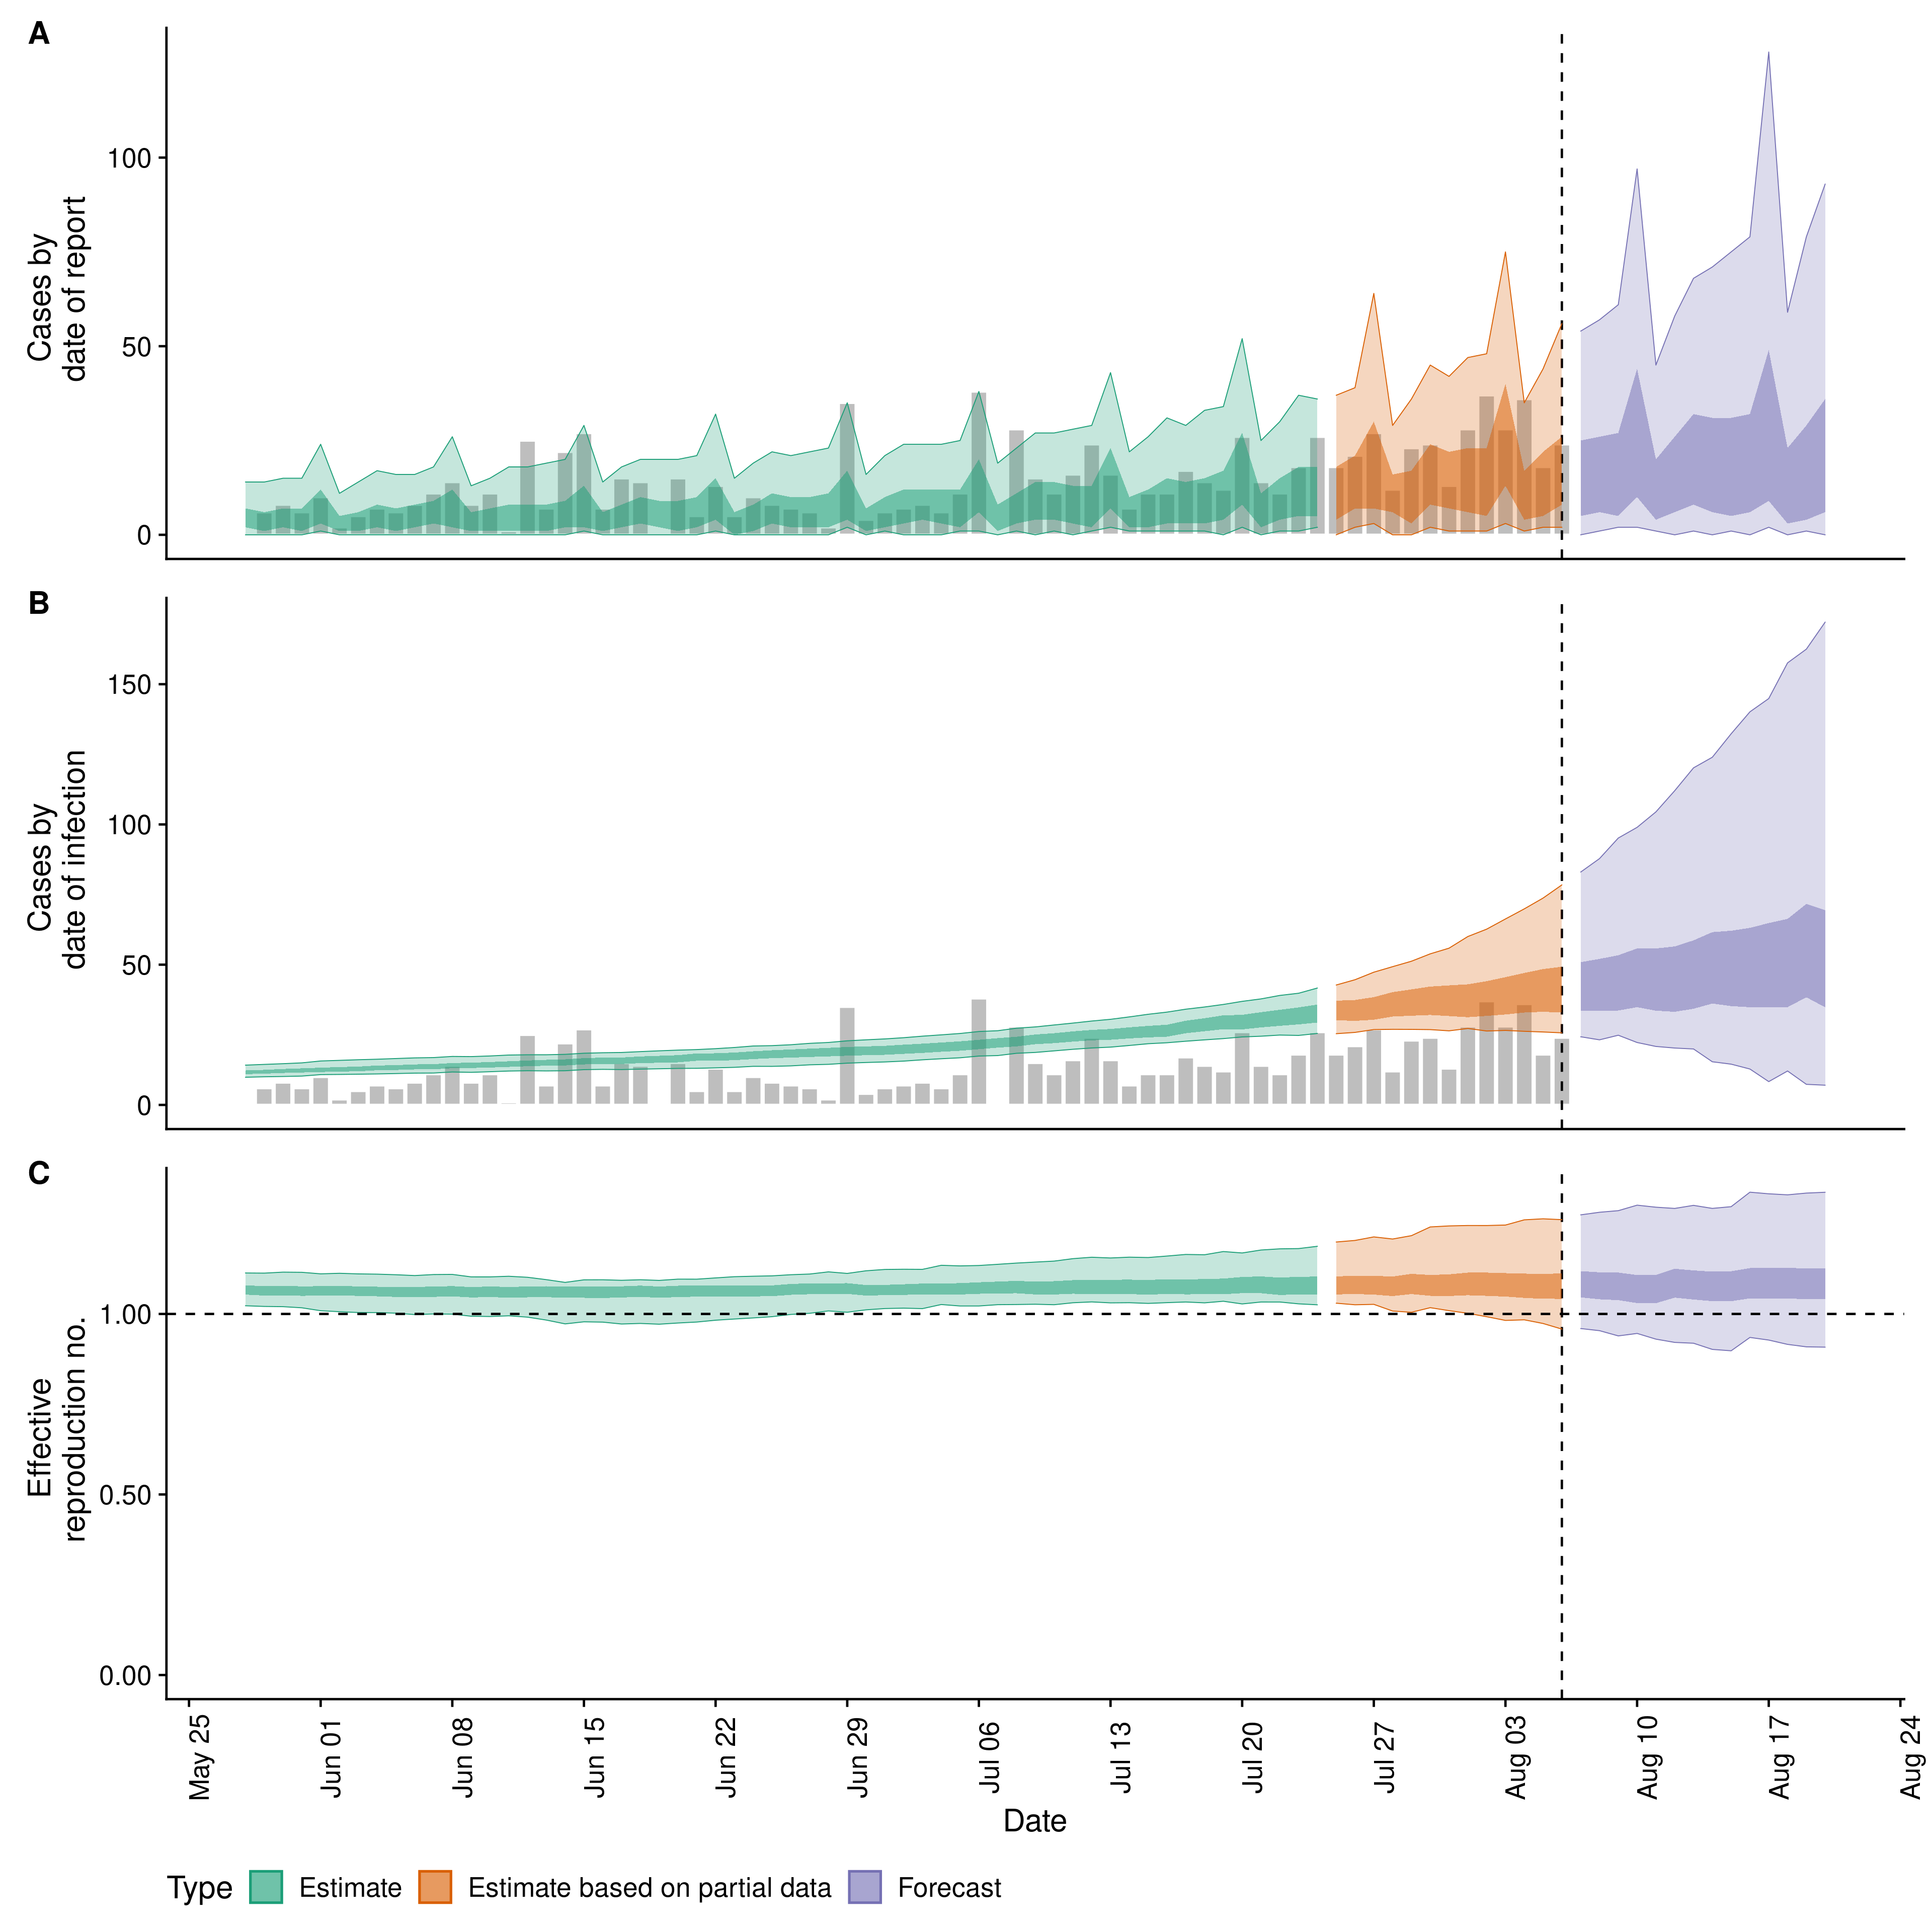 A
Cases by
date of report
100
50
0
B
Cases by
date of infection
150
100
50
0
C
Effective
reproduction no.
1.00
0.50
0.00
May 25
Jun 01
Jun 08
Jun 15
Jun 22
Jun 29
Jul 06
Jul 13
Jul 20
Jul 27
Aug 03
Aug 10
Aug 17
Aug 24
Date
Type Estimate Estimate based on partial data Forecast